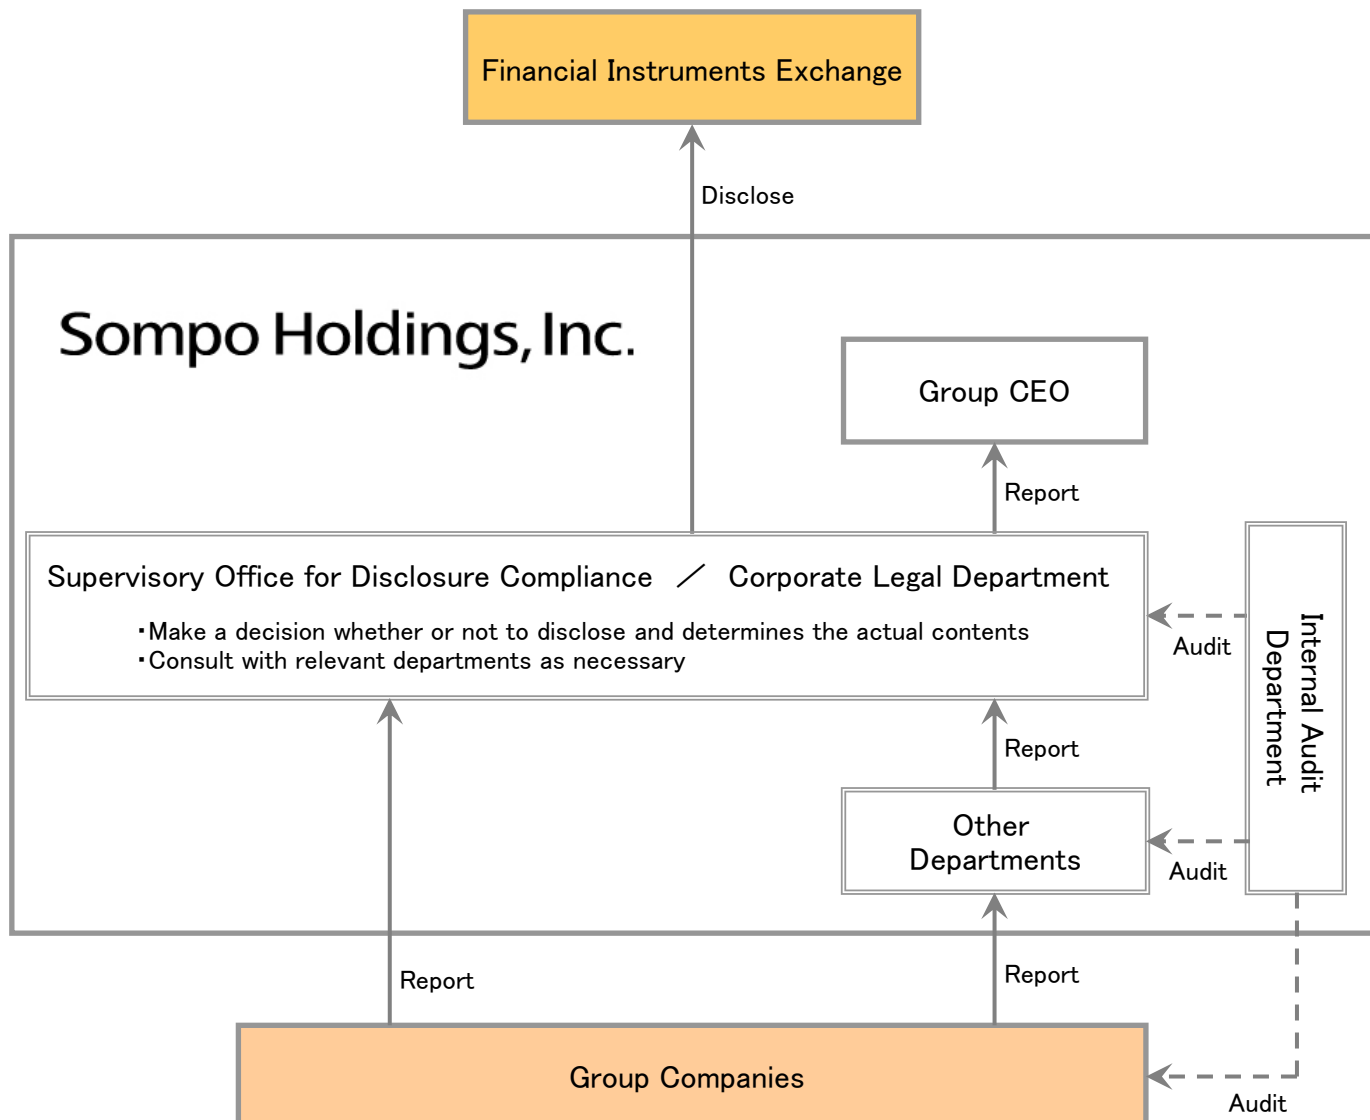 Financial Instruments Exchange
Disclose
Sompo Holdings, Inc.
Group CEO
Report
Supervisory Office for Disclosure Compliance ／ Corporate Legal Department
・Make a decision whether or not to disclose and determines the actual contents
・Consult with relevant departments as necessary
Audit
Internal Audit
Department
Report
Other
Departments
Audit
Report
Report
Group Companies
Audit